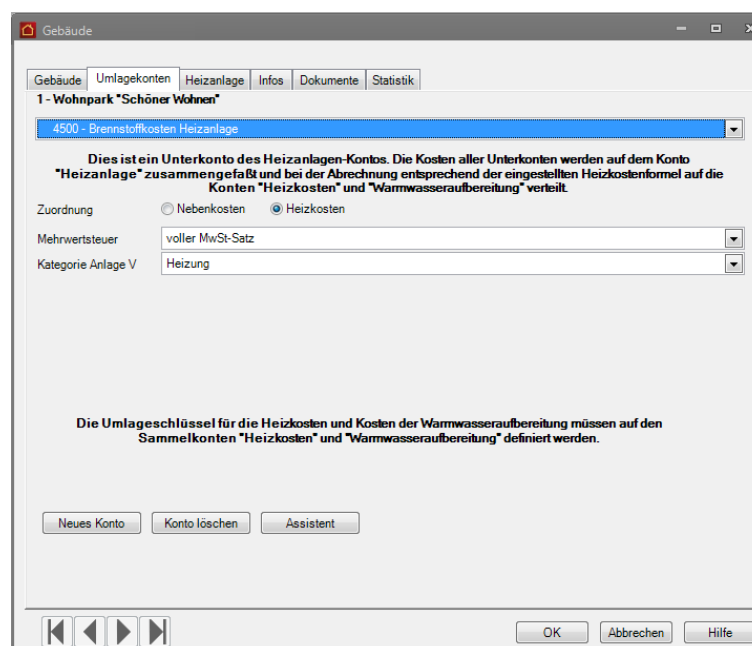 Gebäude
Gebäude Umlagekonten Heizanlage Infos Dokumente Statistik
1 - Wohnpark "Schöner Wohnen"
4500 - Brennstoffkosten Heizanlage
Dies ist ein Unterkonto des Heizanlagen-Kontos. Die Kosten aller Unterkonten werden auf dem Konto
"Heizanlage" zusammengefaßt und bei der Abrechnung entsprechend der eingestellten Heizkostenformel auf die
Konten "Heizkosten" und "Warmwasseraufbereitung" verteilt.
Zuordnung Nebenkosten Heizkosten
Mehrwertsteuer voller MwSt-Satz
Kategorie Anlage V Heizung
Die Umlageschlüssel für die Heizkosten und Kosten der Warmwasseraufbereitung müssen auf den
Sammelkonten "Heizkosten" und "Warmwasseraufbereitung" definiert werden.
Neues Konto Konto löschen Assistent
OK Abbrechen Hilfe